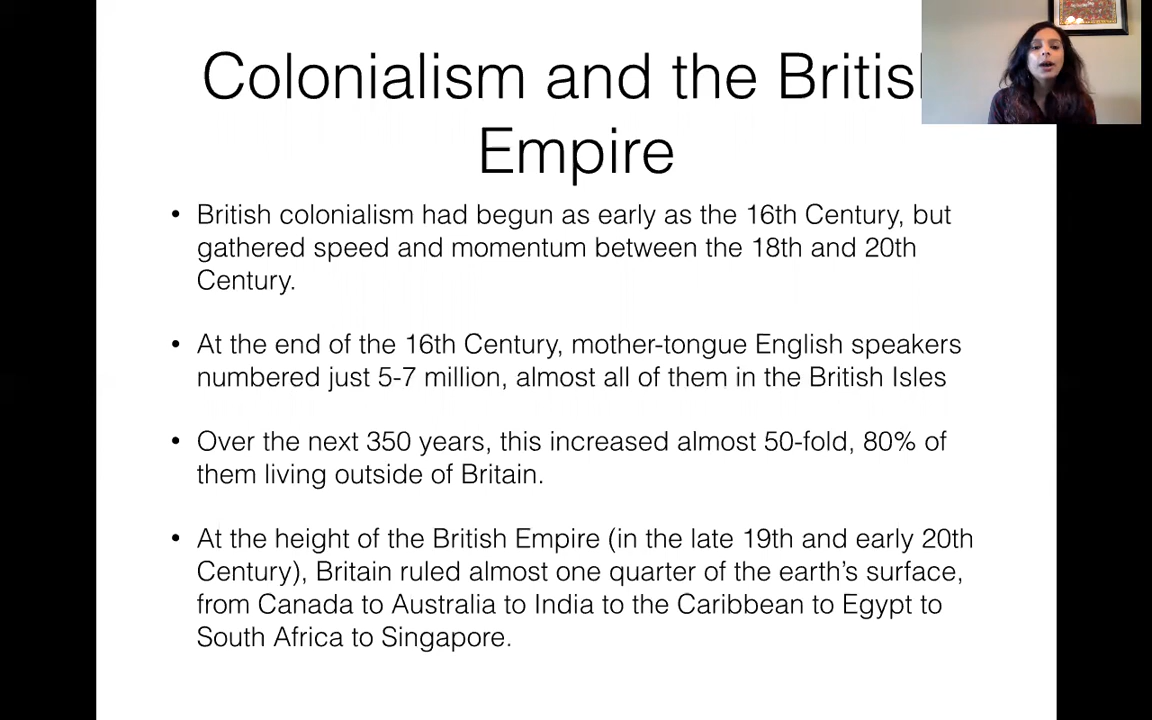 Colonialism and the British
Empire
• British colonialism had begun as early as the 16th Century, but
gathered speed and momentum between the 18th and 20th
Century.
• At the end of the 16th Century, mother-tongue English speakers
numbered just 5-7 million, almost all of them in the British Isles
• Over the next 350 years, this increased almost 50-fold, 80% of
them living outside of Britain.
• At the height of the British Empire (in the late 19th and early 20th
Century), Britain ruled almost one quarter of the earth’s surface,
from Canada to Australia to India to the Caribbean to Egypt to
South Africa to Singapore.